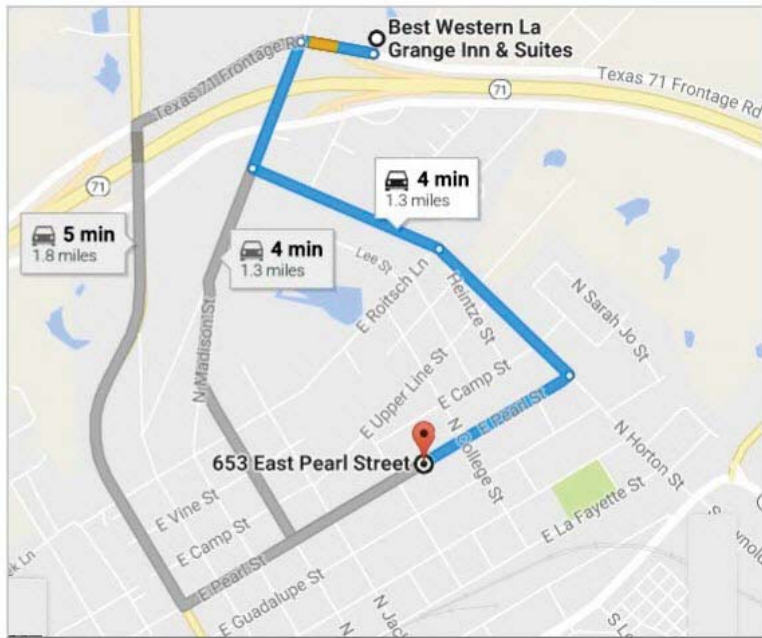 Best Western La
Grange Inn & Suites
Texas 71 Frontage R
Texas 71 Frontage Rd
71
71
4 min
1.3 miles
5 min
1.8 miles
4 min
1.3 miles
Lee St
E Roitsch Ln
Heintze St
N Sarah Jo St
N Madison St
E Upper Line St
E Camp St
E Pearl St
N College St
N Horton St
653 East Pearl Street
E Vine St
E Camp St
E La Fayette St
E Pearl St
E Guadalupe St